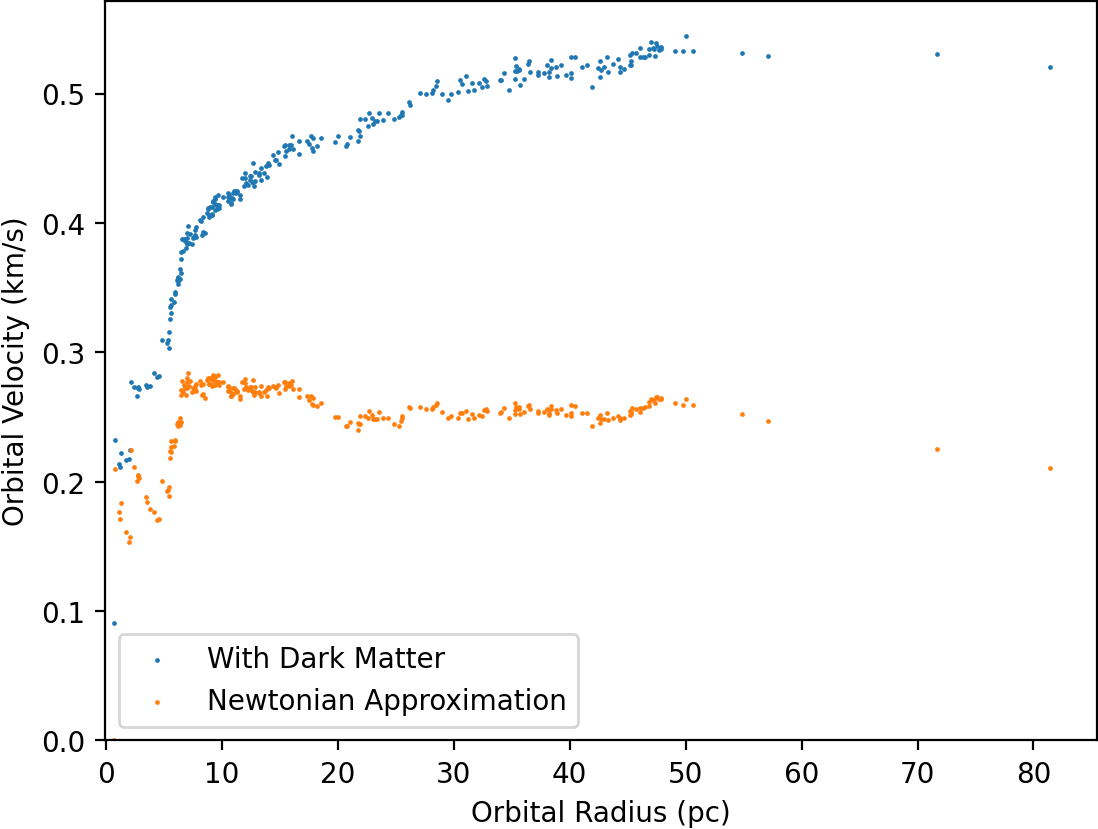 Orbital Velocity (km/s)
0.5
0.4
0.3
0.2
0.1
0.0
With Dark Matter
Newtonian Approximation
0 10 20 30 40 50 60 70 80
Orbital Radius (pc)